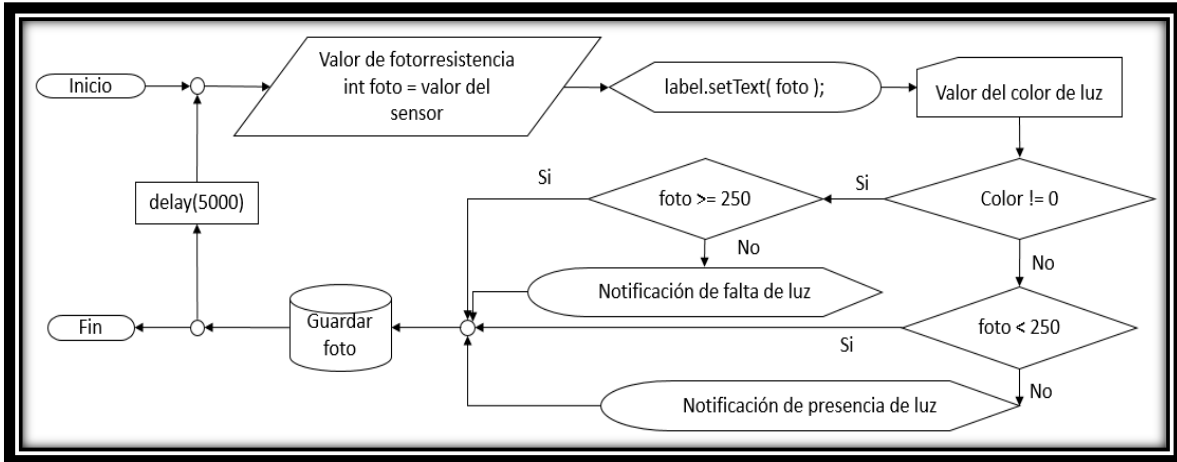 Inicio
Valor de fotorresistencia
int foto = valor del
sensor
label.setText( foto );
Valor del color de luz
Color != 0
Si
foto >= 250
Si
No
Notificación de falta de luz
No
foto < 250
Si
No
Notificación de presencia de luz
Guardar
foto
delay(5000)
Fin